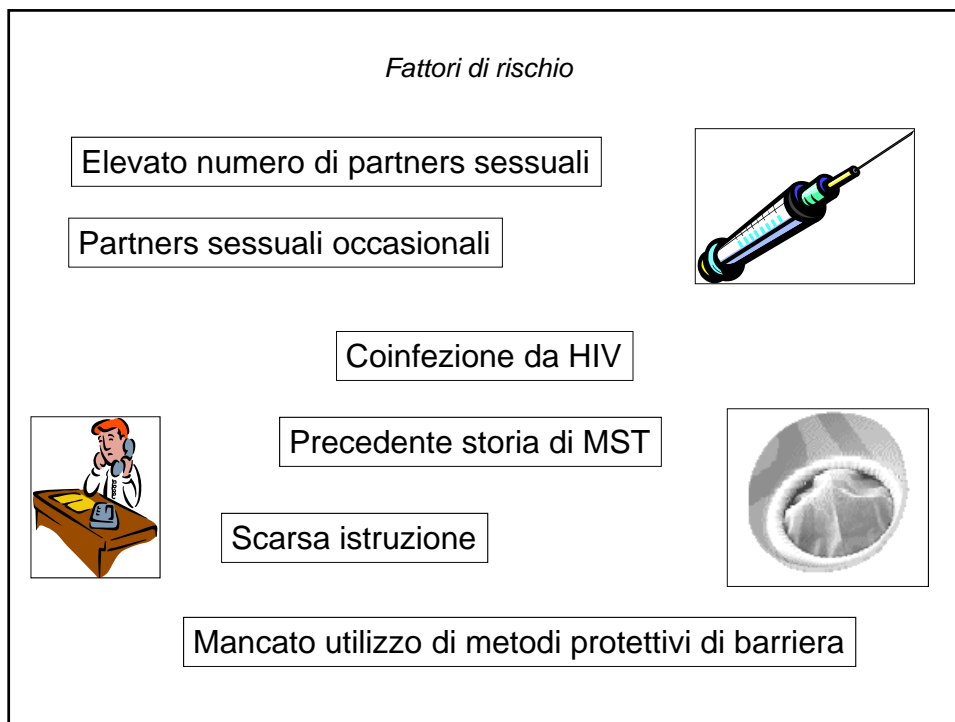 Fattori di rischio
Elevato numero di partners sessuali
Partners sessuali occasionali
Coinfezione da HIV
Precedente storia di MST
Scarsa istruzione
Mancato utilizzo di metodi protettivi di barriera